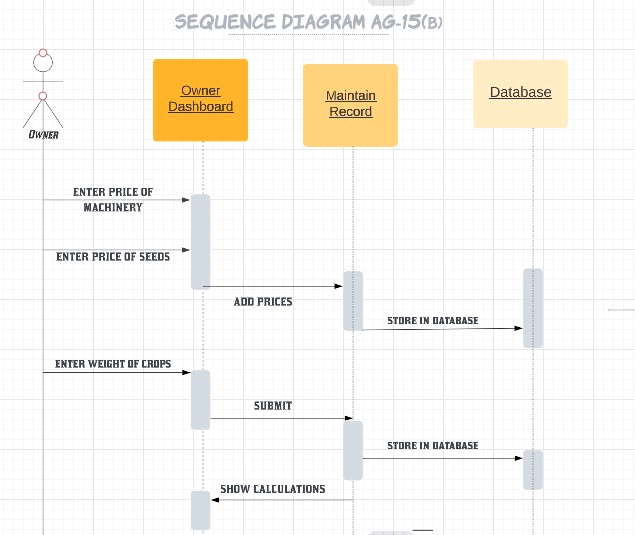 SEQUENCE DIAGRAM AG-15(B)
Owner
Dashboard
Maintain
Record
Database
OWNER
ENTER PRICE OF
MACHINERY
ENTER PRICE OF SEEDS
ADD PRICES
STORE IN DATABASE
ENTER WEIGHT OF CROPS
SUBMIT
STORE IN DATABASE
SHOW CALCULATIONS